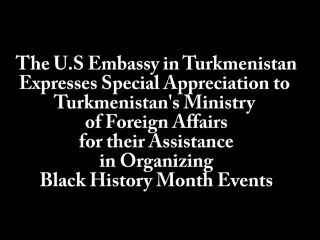 The U.S Embassy in Turkmenistan
Expresses Special Appreciation to
Turkmenistan's Ministry
of Foreign Affairs
for their Assistance
in Organizing
Black History Month Events